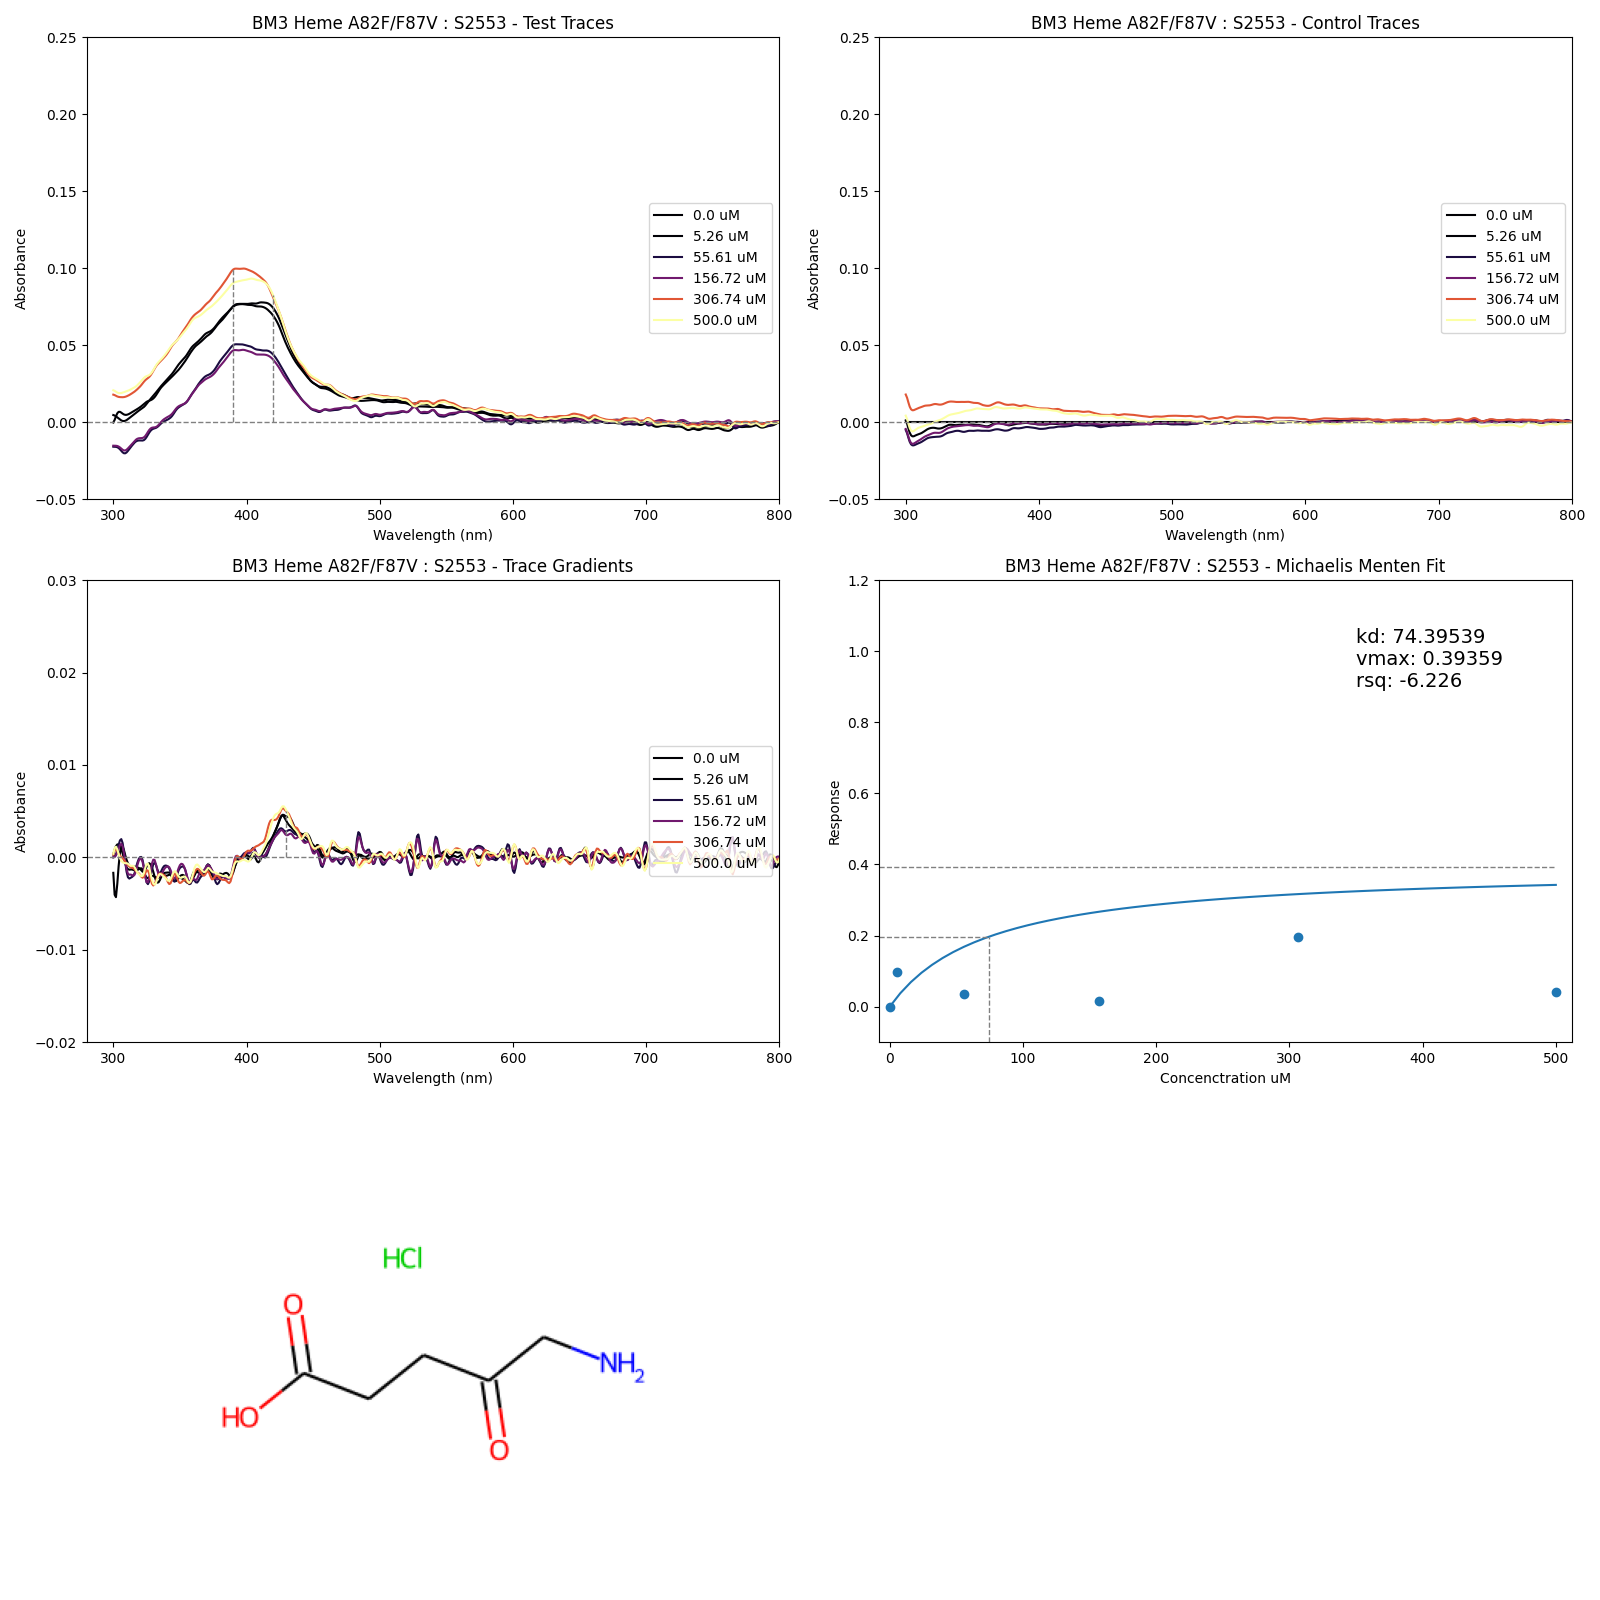 BM3 Heme A82F/F87V : S2553 - Test Traces
0.25
0.20
0.15
0.10
0.05
0.00
−0.05
Absorbance
300
400
500
600
700
800
Wavelength (nm)
0.0 uM
5.26 uM
55.61 uM
156.72 uM
306.74 uM
500.0 uM
BM3 Heme A82F/F87V : S2553 - Control Traces
0.25
0.20
0.15
0.10
0.05
0.00
−0.05
Absorbance
300
400
500
600
700
800
Wavelength (nm)
0.0 uM
5.26 uM
55.61 uM
156.72 uM
306.74 uM
500.0 uM
BM3 Heme A82F/F87V : S2553 - Trace Gradients
0.03
0.02
0.01
0.00
−0.01
−0.02
Absorbance
300
400
500
600
700
800
Wavelength (nm)
0.0 uM
5.26 uM
55.61 uM
156.72 uM
306.74 uM
500.0 uM
BM3 Heme A82F/F87V : S2553 - Michaelis Menten Fit
1.2
1.0
0.8
0.6
0.4
0.2
0.0
Response
0
100
200
300
400
500
Concenctration uM
kd: 74.39539
vmax: 0.39359
rsq: -6.226
HCl
O
HO
O
NH2